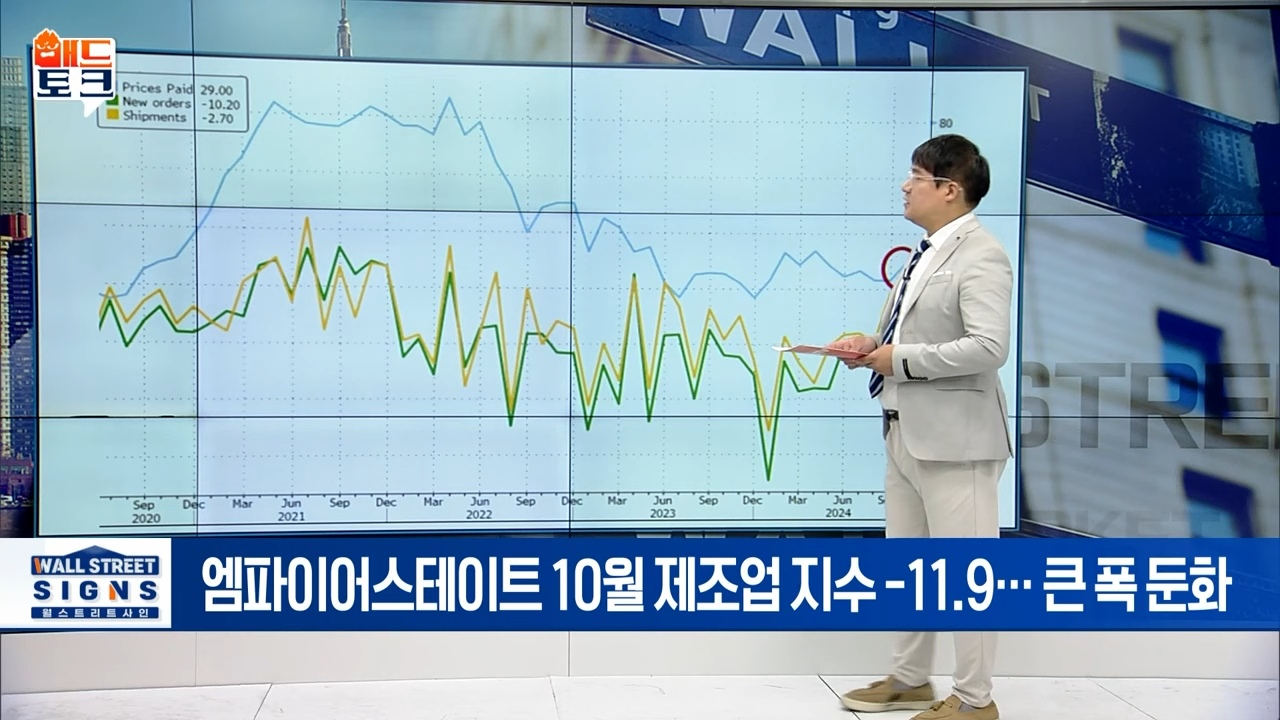 매드
토크
WALL
Prices Paid 29.00
New orders -10.20
Shipments -2.70
80
Sep Dec Mar Jun Sep Dec Mar Jun Sep Dec Mar Jun Sep Dec Mar Jun
2020 2021 2022 2023 2024
STRE
WALL STREET
SIGNS
월스트리트사인
엠파이어스테이트 10월 제조업 지수 -11.9… 큰 폭 둔화